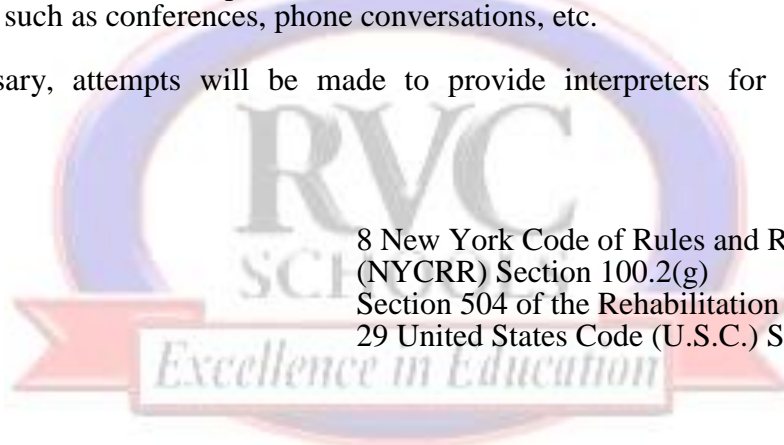 such as conferences, phone conversations, etc.
attempts will be made to provide interpreters for
RVC
SCHOOLS
8 New York Code of Rules and
(NYCRR) Section 100.2(g)
Section 504 of the Rehabilitation
29 United States Code (U.S.C.)
Excellence in Education